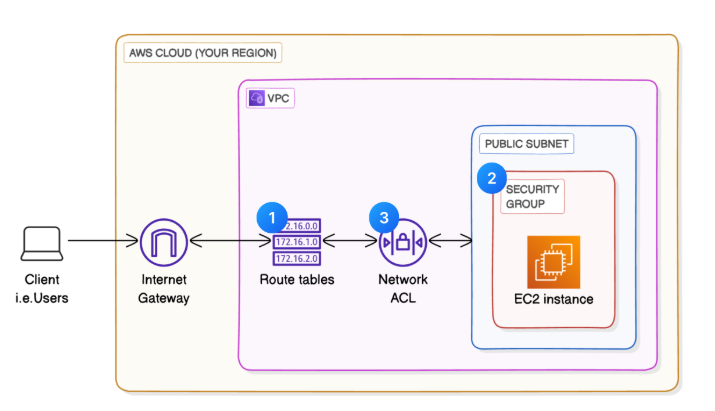 AWS CLOUD (YOUR REGION)
VPC
PUBLIC SUBNET
2
SECURITY
GROUP
1
3
2.16.0.0
172.16.1.0
172.16.2.0
Client
i.e.Users
Internet
Gateway
Route tables
Network
ACL
EC2 instance